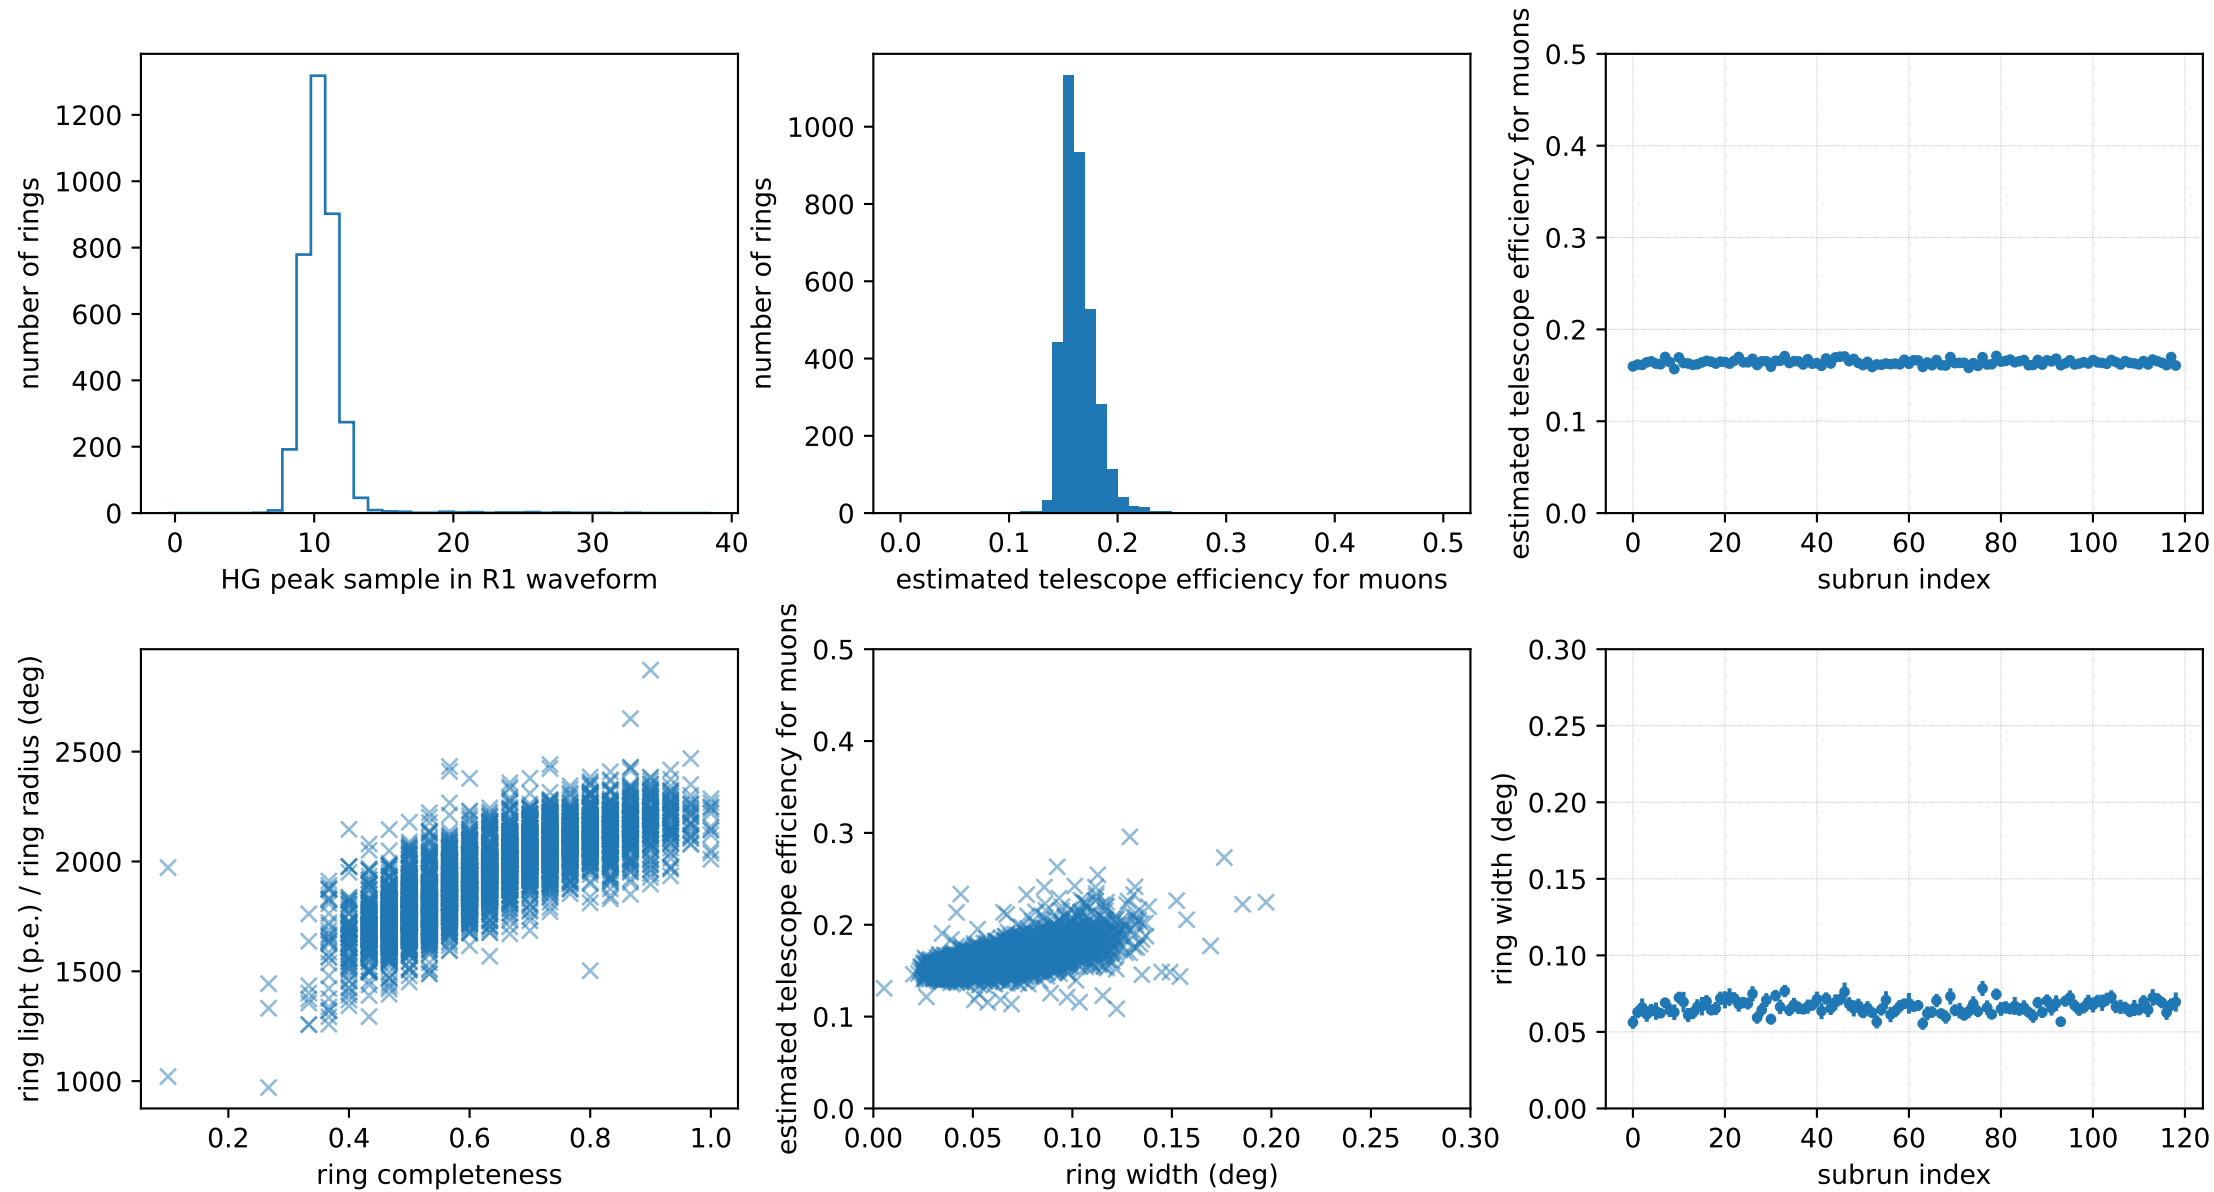 number of rings
1200
1000
800
600
400
200
0
0 10 20 30 40
HG peak sample in R1 waveform
number of rings
1000
800
600
400
200
0
0.0 0.1 0.2 0.3 0.4 0.5
estimated telescope efficiency for muons
estimated telescope efficiency for muons
0.5
0.4
0.3
0.2
0.1
0.0
0 20 40 60 80 100 120
subrun index
ring light (p.e.) / ring radius (deg)
2500
2000
1500
1000
0.2 0.4 0.6 0.8 1.0
ring completeness
estimated telescope efficiency for muons
0.5
0.4
0.3
0.2
0.1
0.0
0.00 0.05 0.10 0.15 0.20 0.25 0.30
ring width (deg)
ring width (deg)
0.30
0.25
0.20
0.15
0.10
0.05
0.00
0 20 40 60 80 100 120
subrun index